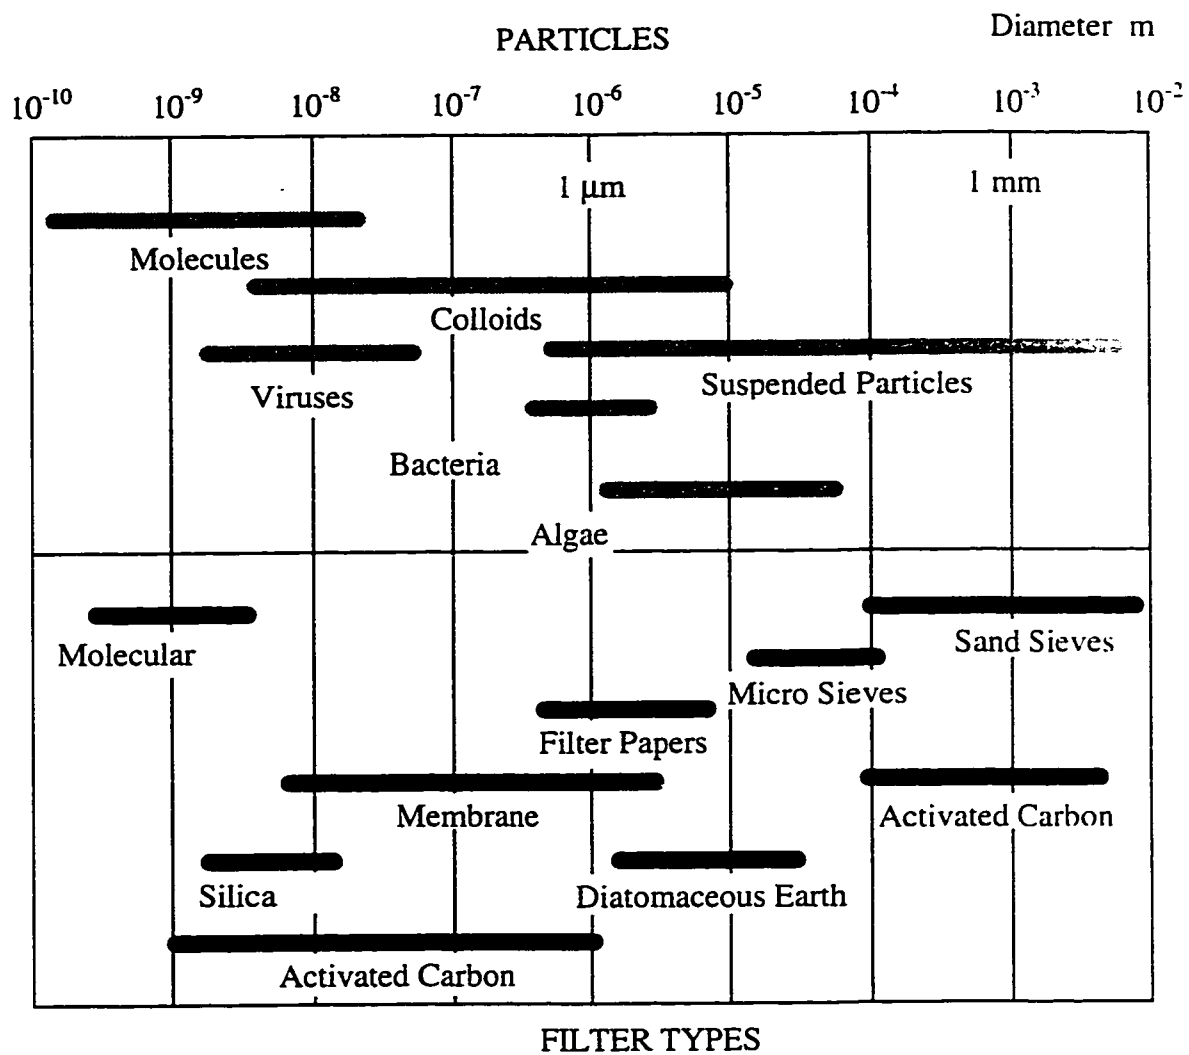 PARTICLES
Diameter m
10⁻¹⁰ 10⁻⁹ 10⁻⁸ 10⁻⁷ 10⁻⁶ 10⁻⁵ 10⁻⁴ 10⁻³ 10⁻²
1 μm
1 mm
Molecules
Colloids
Viruses
Suspended Particles
Bacteria
Algae
Molecular
Sand Sieves
Micro Sieves
Filter Papers
Membrane
Activated Carbon
Silica
Diatomaceous Earth
Activated Carbon
FILTER TYPES